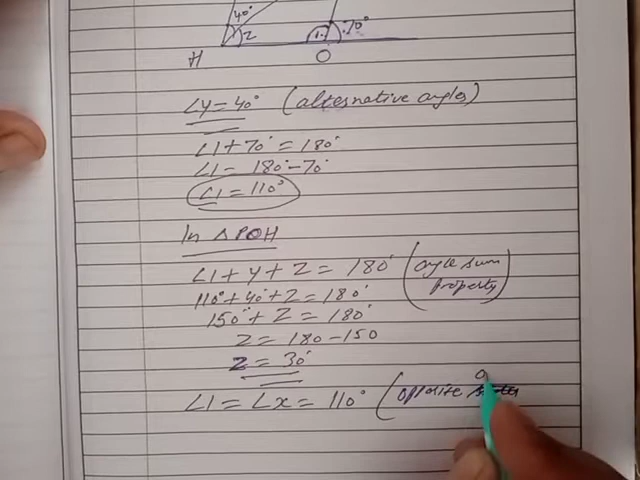 40°
Z
1
70°
H
O
∠y = 40° (alternative angles)
∠1 + 70° = 180°
∠1 = 180° - 70°
∠1 = 110°
In △POH
∠1 + y + Z = 180° (angle sum property)
110° + 40° + Z = 180°
150° + Z = 180°
Z = 180 - 150
Z = 30°
∠1 = ∠x = 110° (opposite